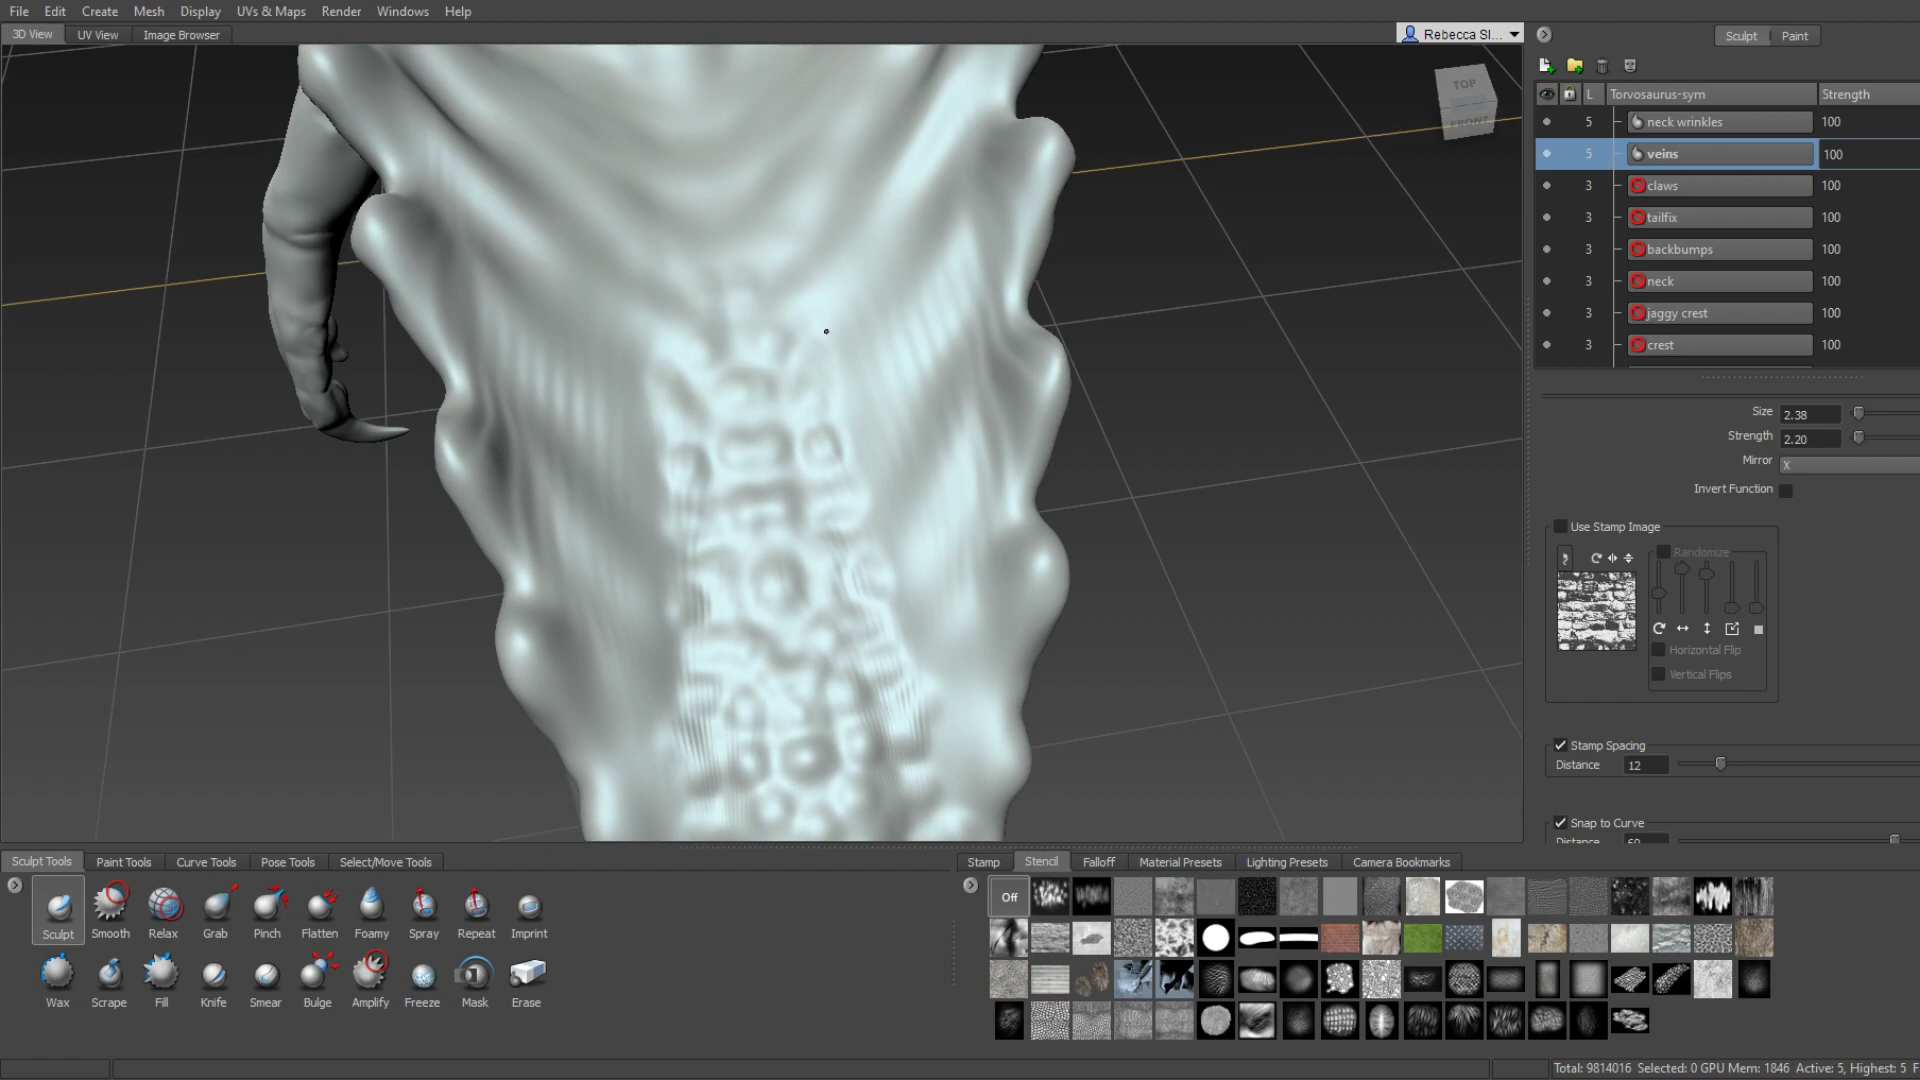 File Edit Create Mesh Display UVs & Maps Render Windows Help
3D View UV View Image Browser
Rebecca Sl...
Sculpt Paint
TOP
FRONT
L Torvosaurus-sym Strength
5 neck wrinkles 100
5 veins 100
3 claws 100
3 tailfix 100
3 backbumps 100
3 neck 100
3 jaggy crest 100
3 crest 100
Size 2.38
Strength 2.20
Mirror X
Invert Function
Use Stamp Image
Randomize
Horizontal Flip
Vertical Flips
Stamp Spacing
Distance 12
Snap to Curve
Distance 60
Sculpt Tools Paint Tools Curve Tools Pose Tools Select/Move Tools
Sculpt Smooth Relax Grab Pinch Flatten Foamy Spray Repeat Imprint
Wax Scrape Fill Knife Smear Bulge Amplify Freeze Mask Erase
Stamp Stencil Falloff Material Presets Lighting Presets Camera Bookmarks
Off
Total: 9814016 Selected: 0 GPU Mem: 1846 Active: 5, Highest: 5 F